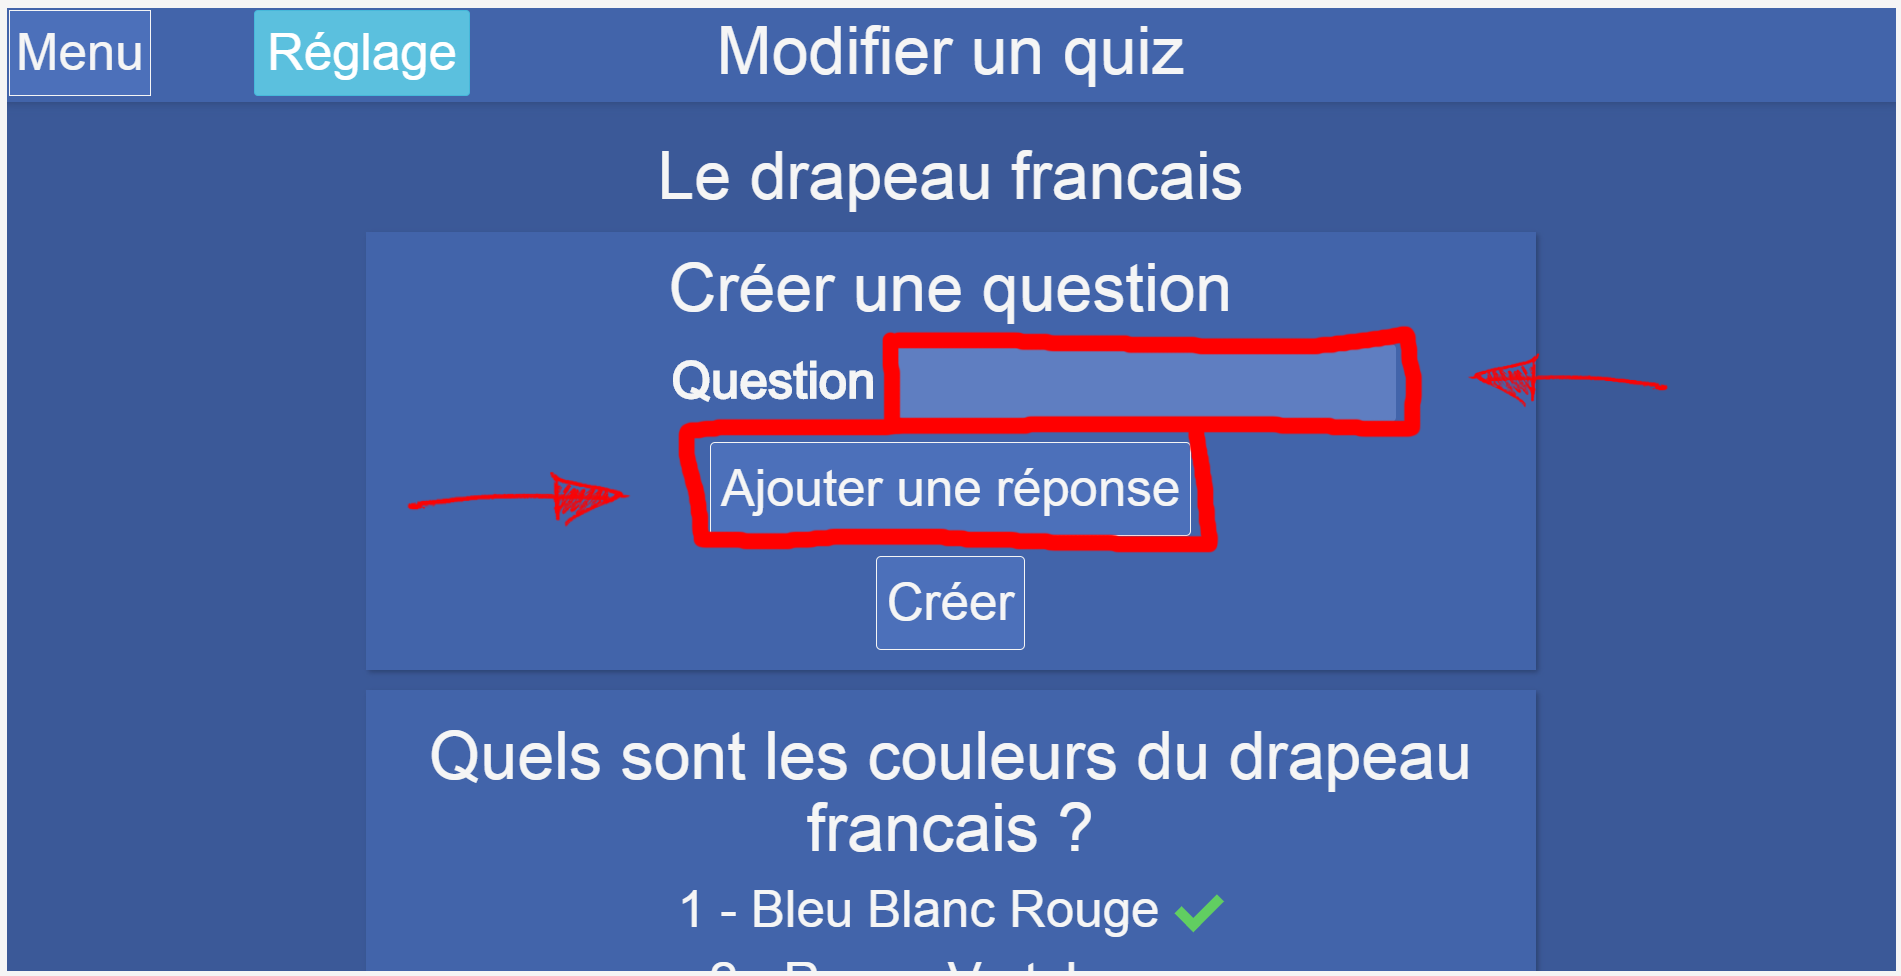 Menu
Réglage
Modifier un quiz
Le drapeau francais
Créer une question
Question
Ajouter une réponse
Créer
Quels sont les couleurs du drapeau
francais ?
1 - Bleu Blanc Rouge